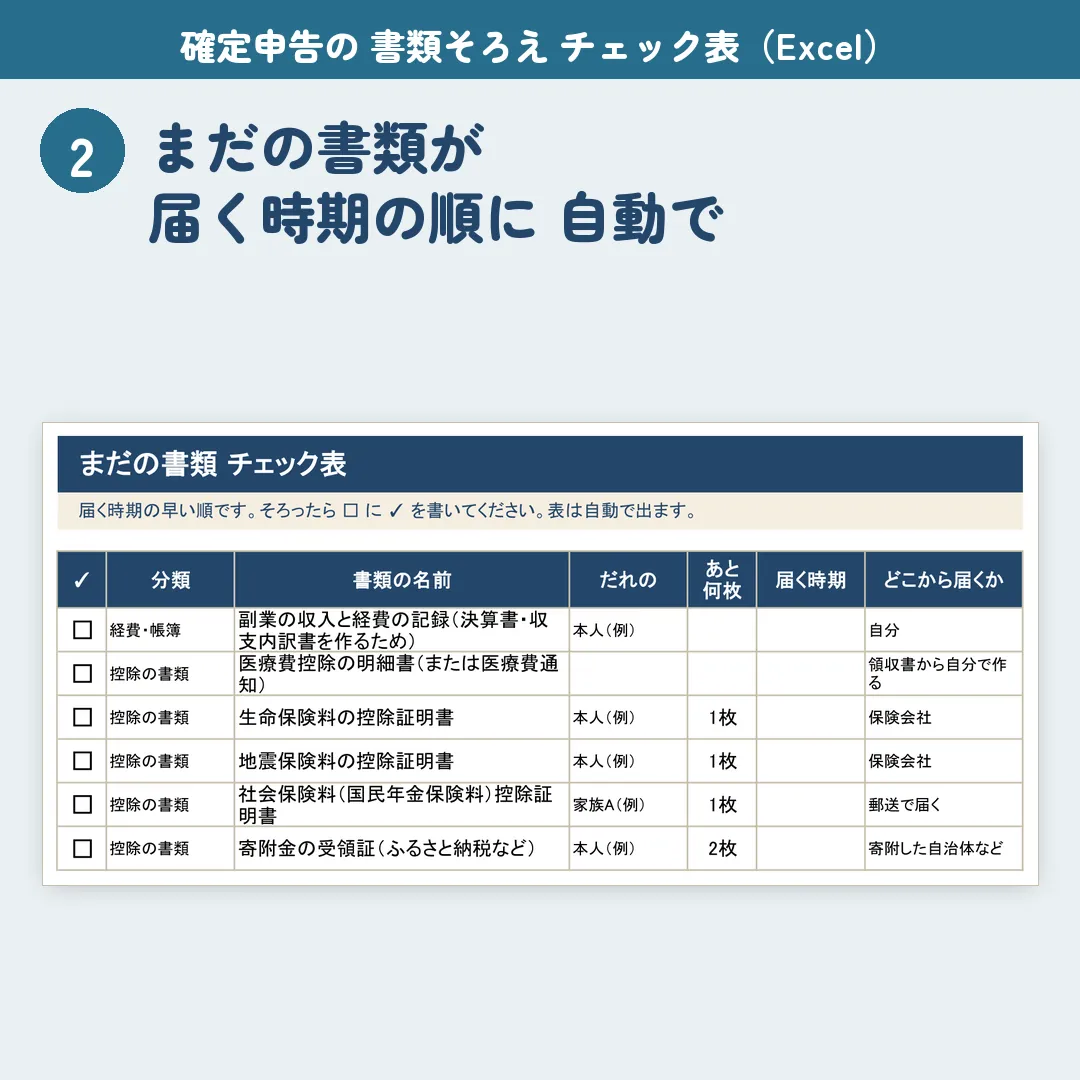 確定申告の 書類そろえ チェック表（Excel）
2
まだの書類が
届く時期の順に 自動で
まだの書類 チェック表
届く時期の早い順です。そろったら □ に ✓ を書いてください。表は自動で出ます。
✓ 分類 書類の名前 だれの あと何枚 届く時期 どこから届くか
□ 経費・帳簿 副業の収入と経費の記録（決算書・収支内訳書を作るため） 本人（例） 自分
□ 控除の書類 医療費控除の明細書（または医療費通知） 領収書から自分で作る
□ 控除の書類 生命保険料の控除証明書 本人（例） 1枚 保険会社
□ 控除の書類 地震保険料の控除証明書 本人（例） 1枚 保険会社
□ 控除の書類 社会保険料（国民年金保険料）控除証明書 家族A（例） 1枚 郵送で届く
□ 控除の書類 寄附金の受領証（ふるさと納税など） 本人（例） 2枚 寄附した自治体など